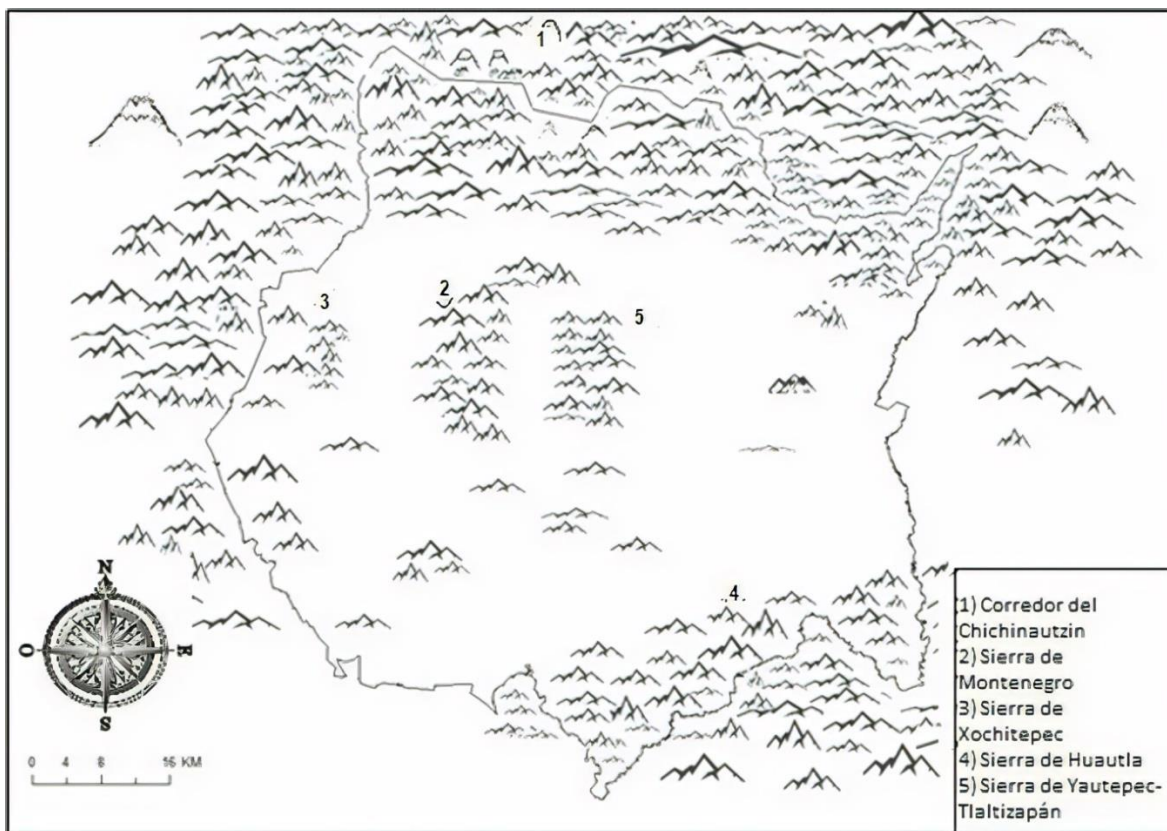 1
2
3
5
4
N
O
E
S
0 4 8 16 KM
1) Corredor del
Chichinautzin
2) Sierra de
Montenegro
3) Sierra de
Xochitepec
4) Sierra de Huautla
5) Sierra de Yautepec-
Tlaltizapán